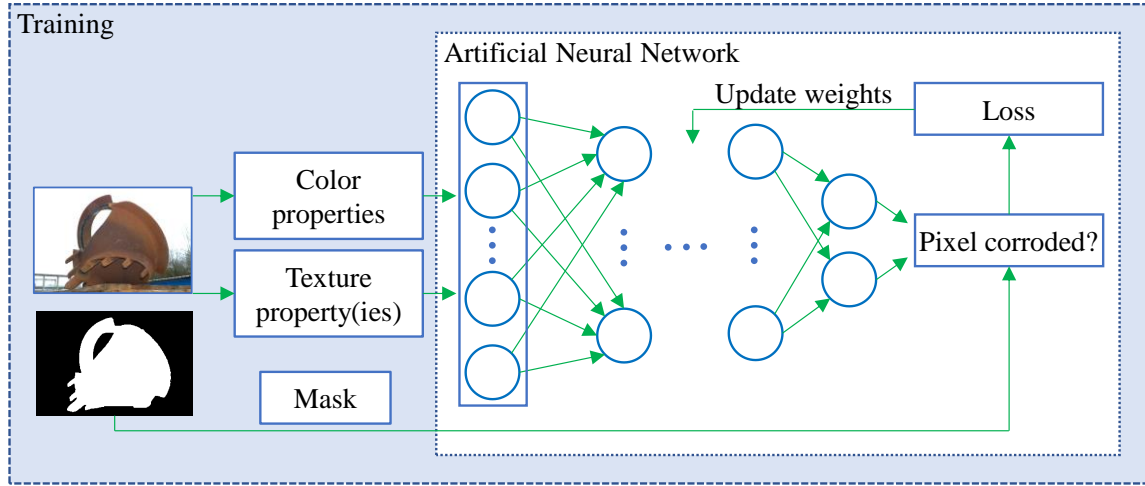 Training
Artificial Neural Network
Update weights
Loss
Color
properties
Pixel corroded?
Texture
property(ies)
Mask